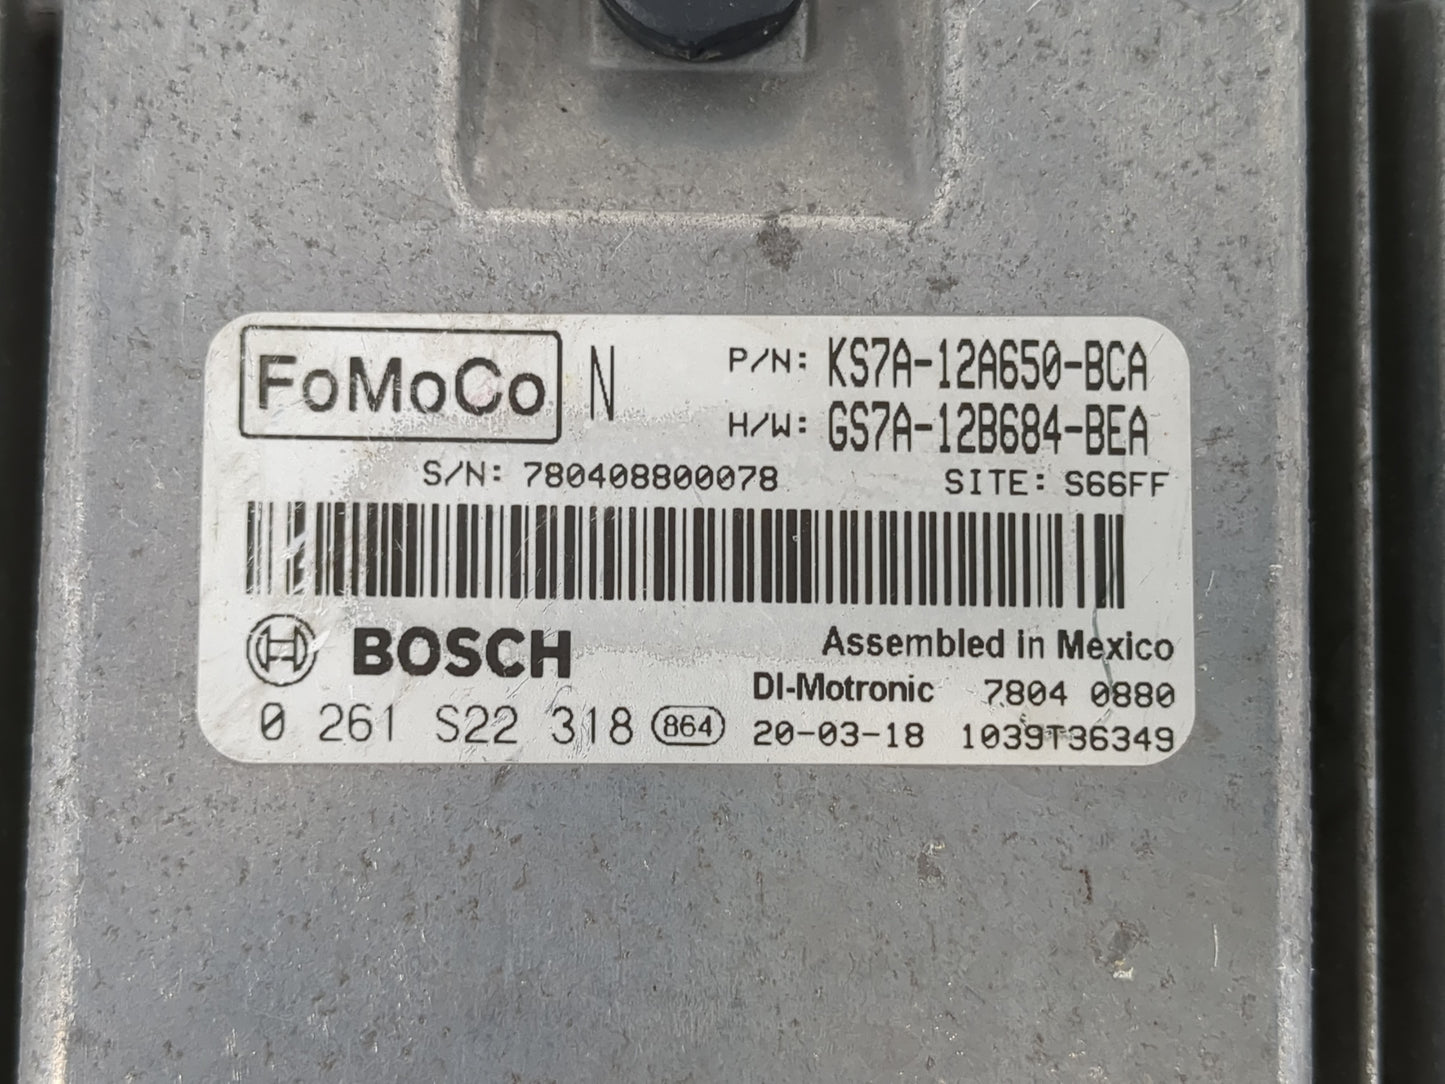 FoMoCo N P/N: KS7A-12A650-BCA
H/W: GS7A-12B684-BEA
S/N: 780408800078 SITE: S66FF
BOSCH Assembled in Mexico
DI-Motronic 7804 0880
0 261 S22 318 864 20-03-18 1039T36349